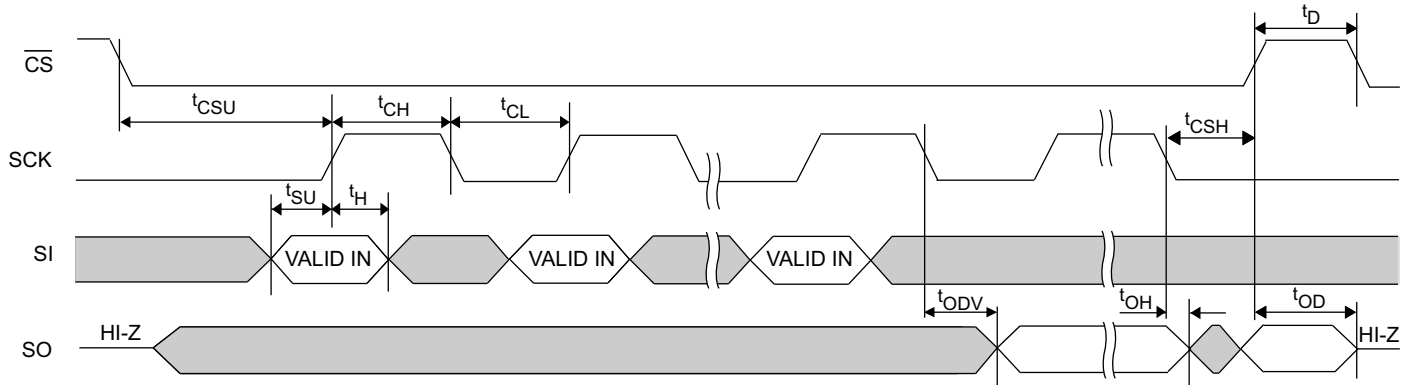 tD
CS
tCSU
tCH
tCL
tCSH
SCK
tSU
tH
SI
VALID IN
VALID IN
VALID IN
tODV
tOH
tOD
HI-Z
HI-Z
SO